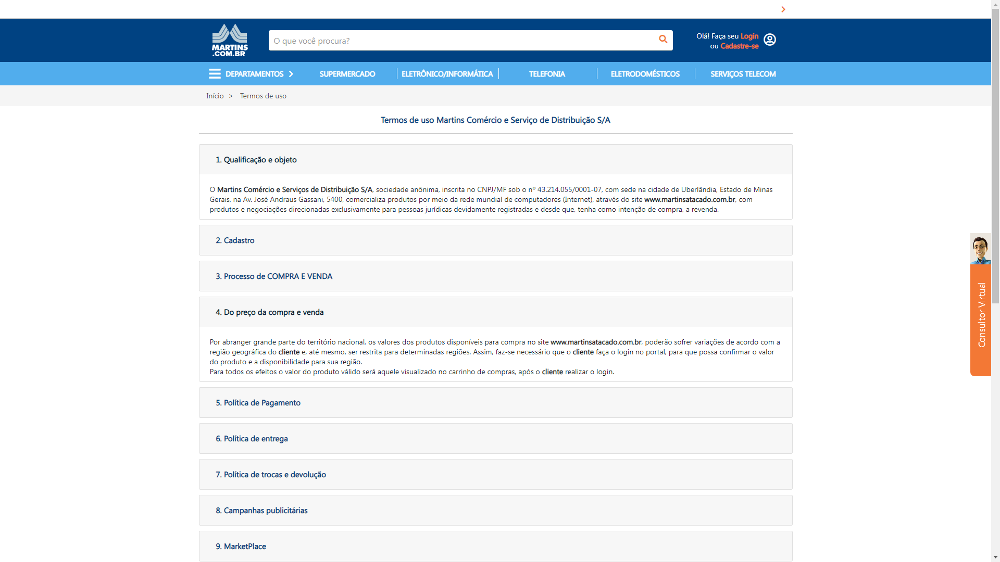 MARTINS
.COM.BR
O que você procura?
Olá! Faça seu Login
ou Cadastre-se
DEPARTAMENTOS
SUPERMERCADO
ELETRÔNICO/INFORMÁTICA
TELEFONIA
ELETRODOMÉSTICOS
SERVIÇOS TELECOM
Início > Termos de uso
Termos de uso Martins Comércio e Serviço de Distribuição S/A
1. Qualificação e objeto
O Martins Comércio e Serviços de Distribuição S/A, sociedade anônima, inscrita no CNPJ/MF sob o nº 43.214.055/0001-07, com sede na cidade de Uberlândia, Estado de Minas
Gerais, na Av. José Andraus Gassani, 5400, comercializa produtos por meio da rede mundial de computadores (Internet), através do site www.martinsatacado.com.br, com
produtos e negociações direcionadas exclusivamente para pessoas jurídicas devidamente registradas e desde que, tenha como intenção de compra, a revenda.
2. Cadastro
3. Processo de COMPRA E VENDA
4. Do preço da compra e venda
Por abranger grande parte do território nacional, os valores dos produtos disponíveis para compra no site www.martinsatacado.com.br, poderão sofrer variações de acordo com a
região geográfica do cliente e, até mesmo, ser restrita para determinadas regiões. Assim, faz-se necessário que o cliente faça o login no portal, para que possa confirmar o valor
do produto e a disponibilidade para sua região.
Para todos os efeitos o valor do produto válido será aquele visualizado no carrinho de compras, após o cliente realizar o login.
5. Política de Pagamento
6. Política de entrega
7. Política de trocas e devolução
8. Campanhas publicitárias
9. MarketPlace
Consultor Virtual